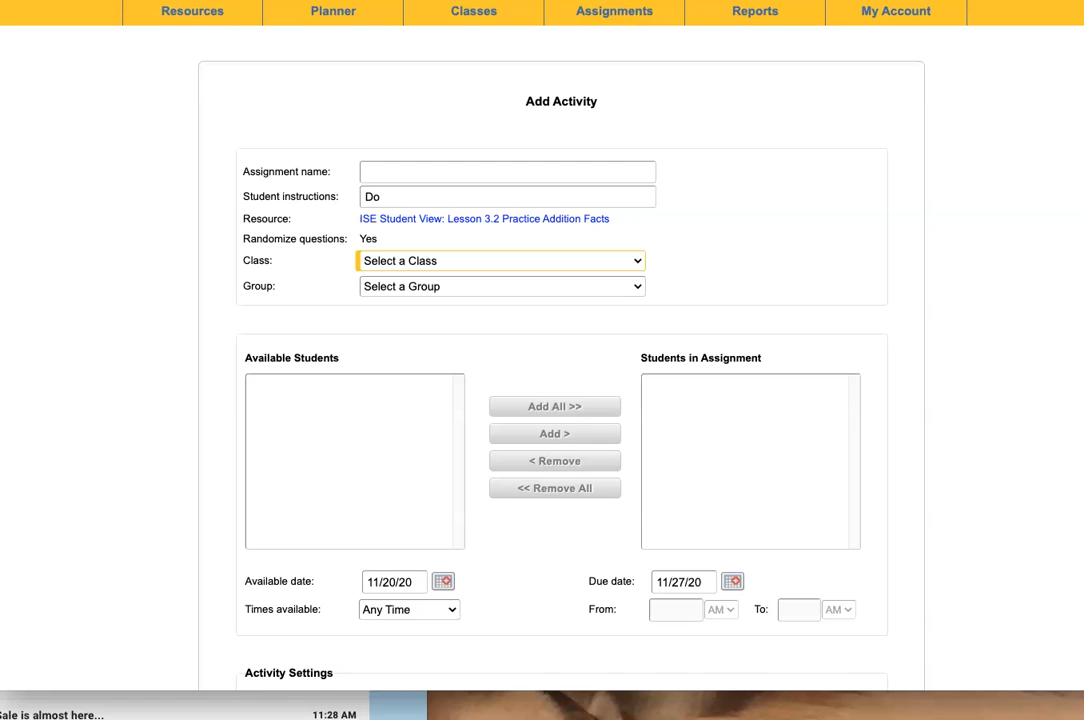 Resources Planner Classes Assignments Reports My Account
Add Activity
Assignment name:
Student instructions: Do
Resource: ISE Student View: Lesson 3.2 Practice Addition Facts
Randomize questions: Yes
Class: Select a Class
Group: Select a Group
Available Students Students in Assignment
Add All >>
Add >
< Remove
<< Remove All
Available date: 11/20/20 Due date: 11/27/20
Times available: Any Time From: AM To: AM
Activity Settings
Sale is almost here... 11:28 AM